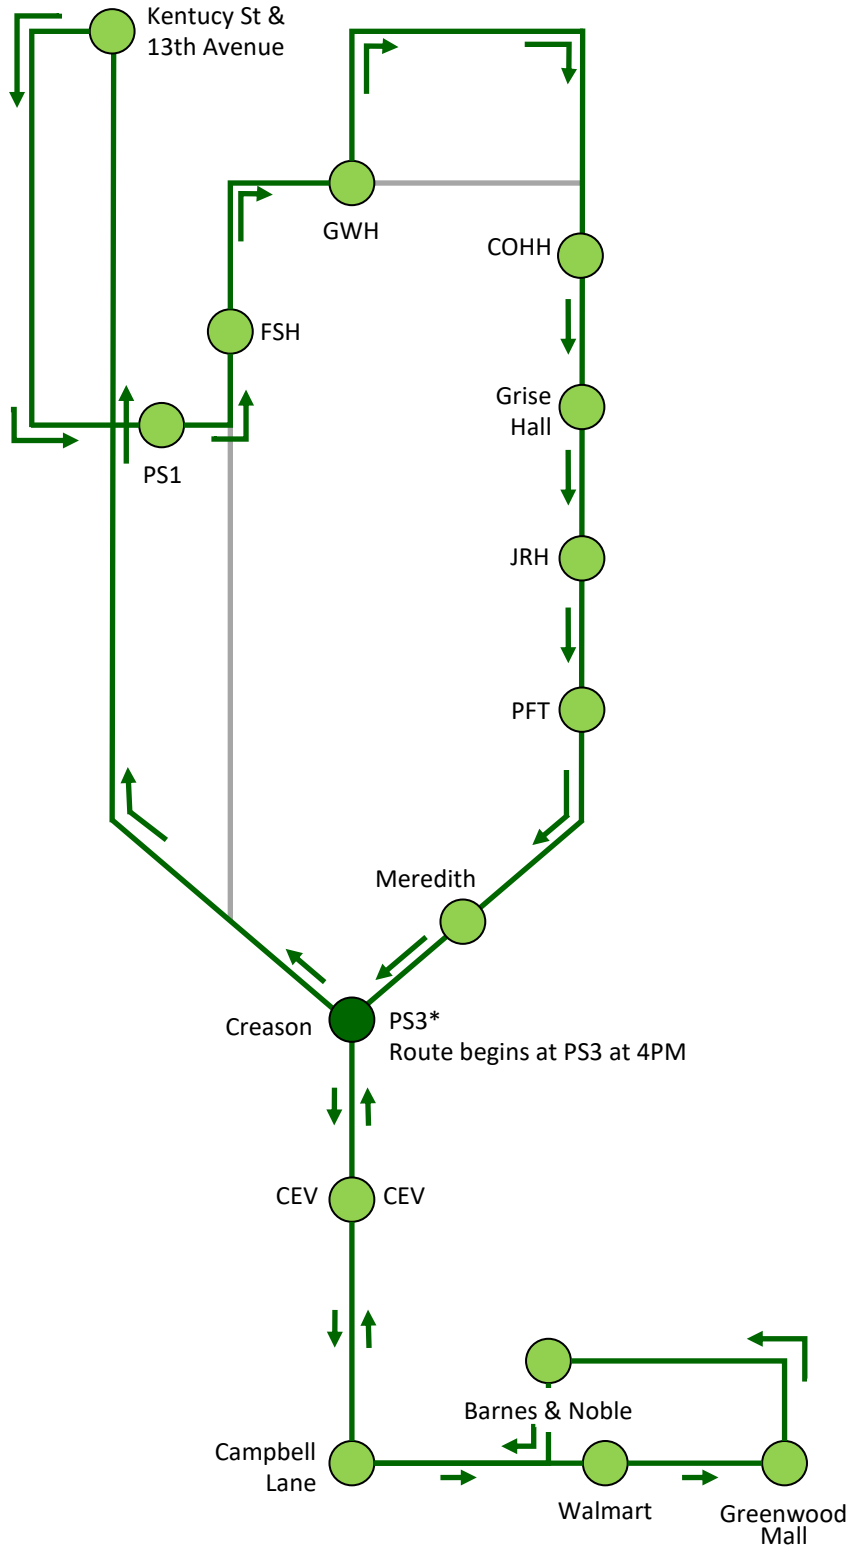 Kentucy St &
13th Avenue
GWH
COHH
FSH
Grise
Hall
PS1
JRH
PFT
Meredith
Creason
PS3*
Route begins at PS3 at 4PM
CEV
CEV
Barnes & Noble
Campbell
Lane
Walmart
Greenwood
Mall